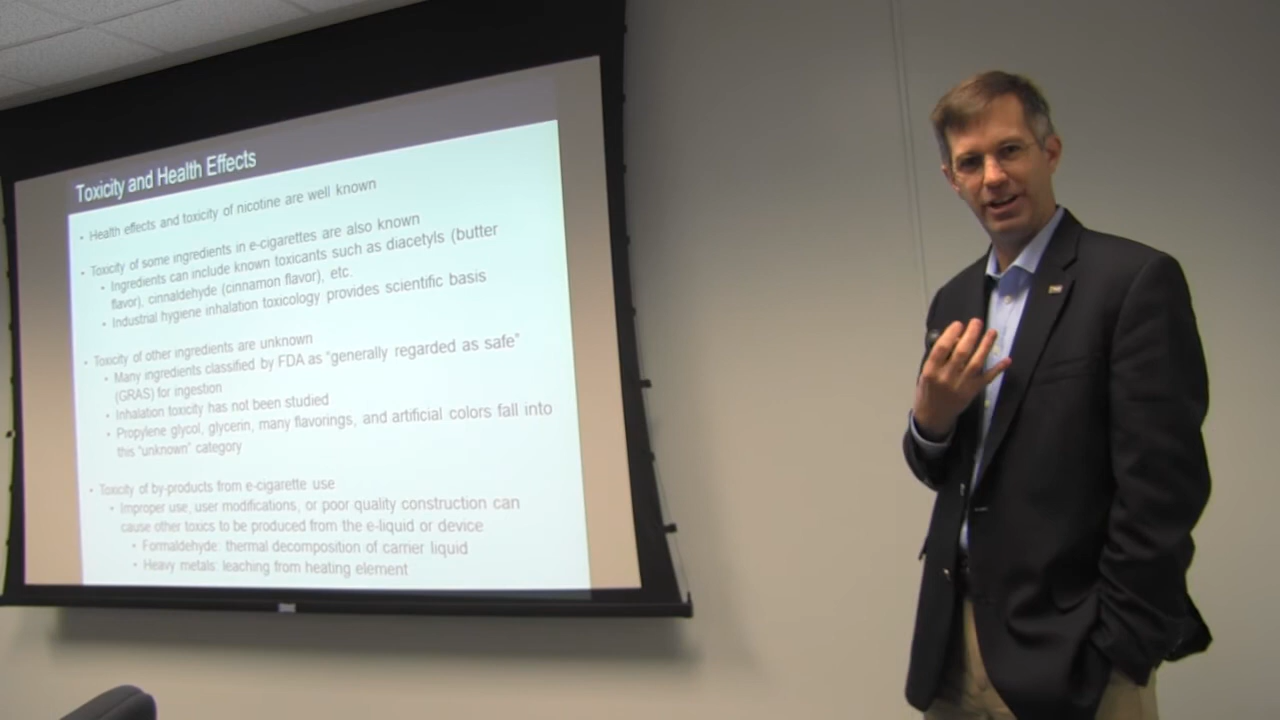 Toxicity and Health Effects
• Health effects and toxicity of nicotine are well known
• Toxicity of some ingredients in e-cigarettes are also known
• Ingredients can include known toxicants such as diacetyls (butter
flavor), cinnaldehyde (cinnamon flavor), etc.
• Industrial hygiene inhalation toxicology provides scientific basis
• Toxicity of other ingredients are unknown
• Many ingredients classified by FDA as "generally regarded as safe"
(GRAS) for ingestion
• Inhalation toxicity has not been studied
• Propylene glycol, glycerin, many flavorings, and artificial colors fall into
this "unknown" category
• Toxicity of by-products from e-cigarette use
• Improper use, user modifications, or poor quality construction can
cause other toxics to be produced from the e-liquid or device
• Formaldehyde: thermal decomposition of carrier liquid
• Heavy metals: leaching from heating element